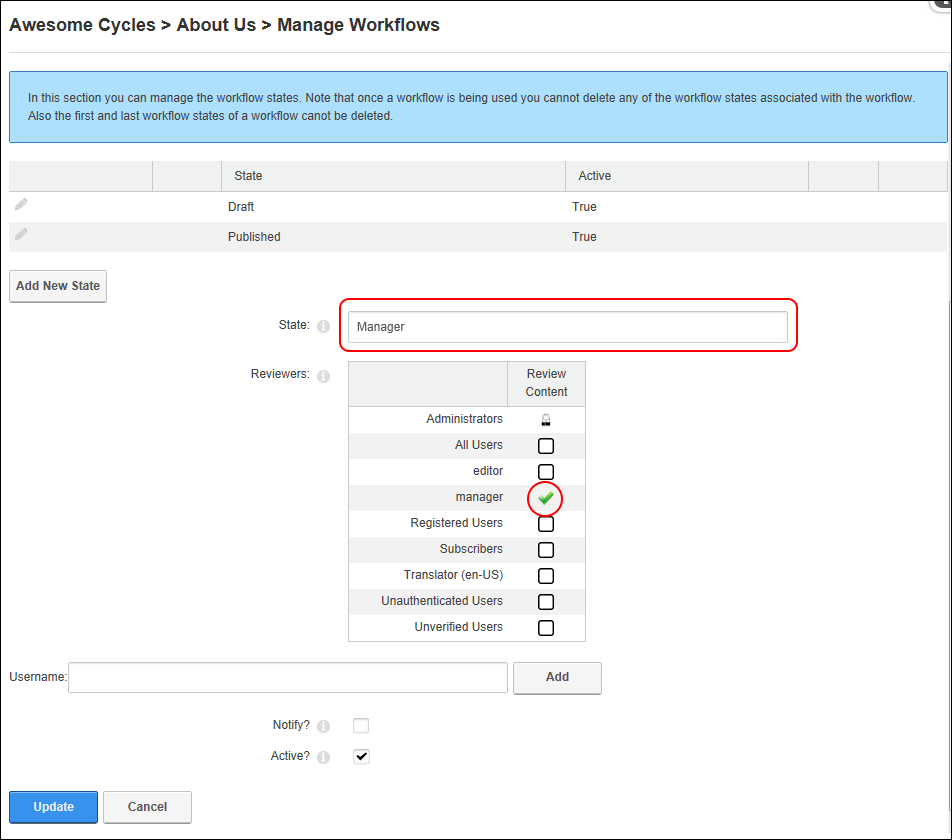 Awesome Cycles > About Us > Manage Workflows
In this section you can manage the workflow states. Note that once a workflow is being used you cannot delete any of the workflow states associated with the workflow.
Also the first and last workflow states of a workflow canot be deleted.
State Active
Draft True
Published True
Add New State
State: Manager
Reviewers: Review
Content
Administrators
All Users
editor
manager
Registered Users
Subscribers
Translator (en-US)
Unauthenticated Users
Unverified Users
Username: Add
Notify?
Active?
Update Cancel